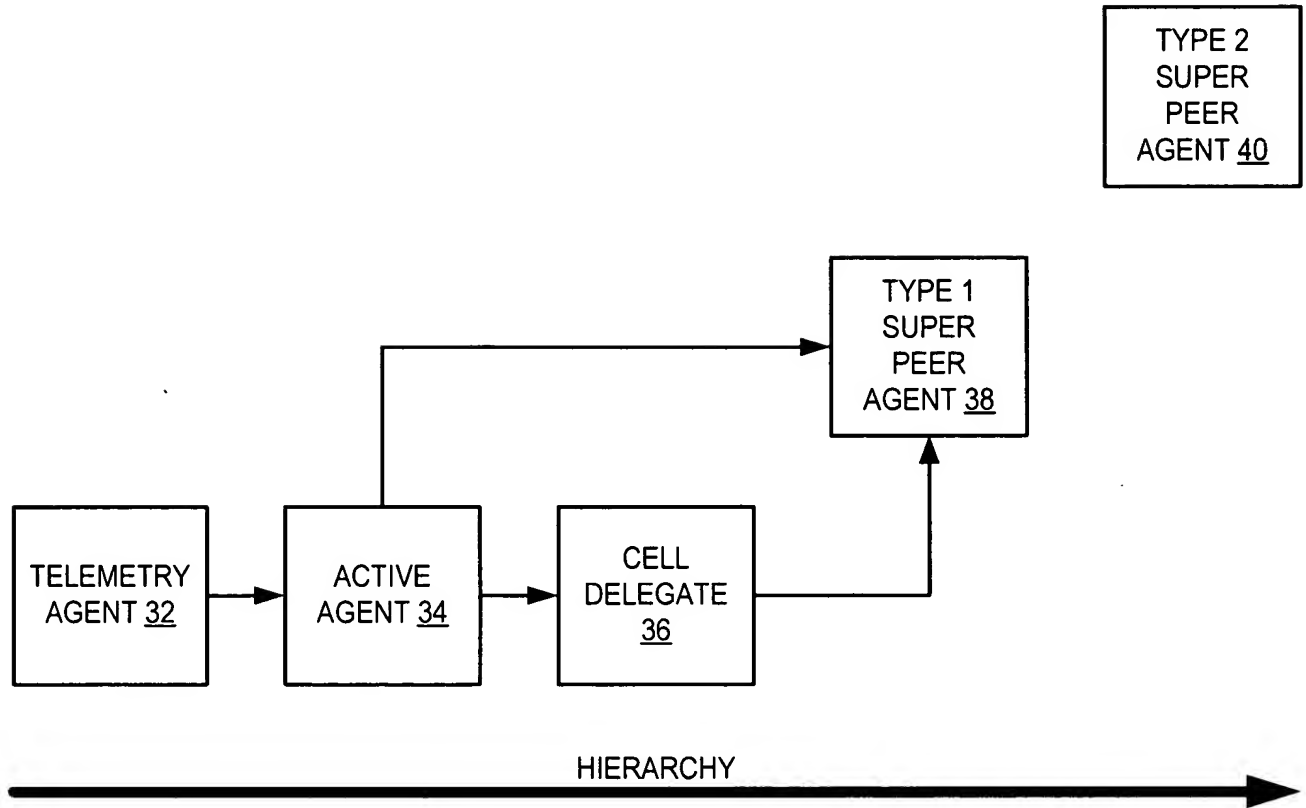 TYPE 2
SUPER
PEER
AGENT 40
TYPE 1
SUPER
PEER
AGENT 38
TELEMETRY
AGENT 32
ACTIVE
AGENT 34
CELL
DELEGATE
36
HIERARCHY